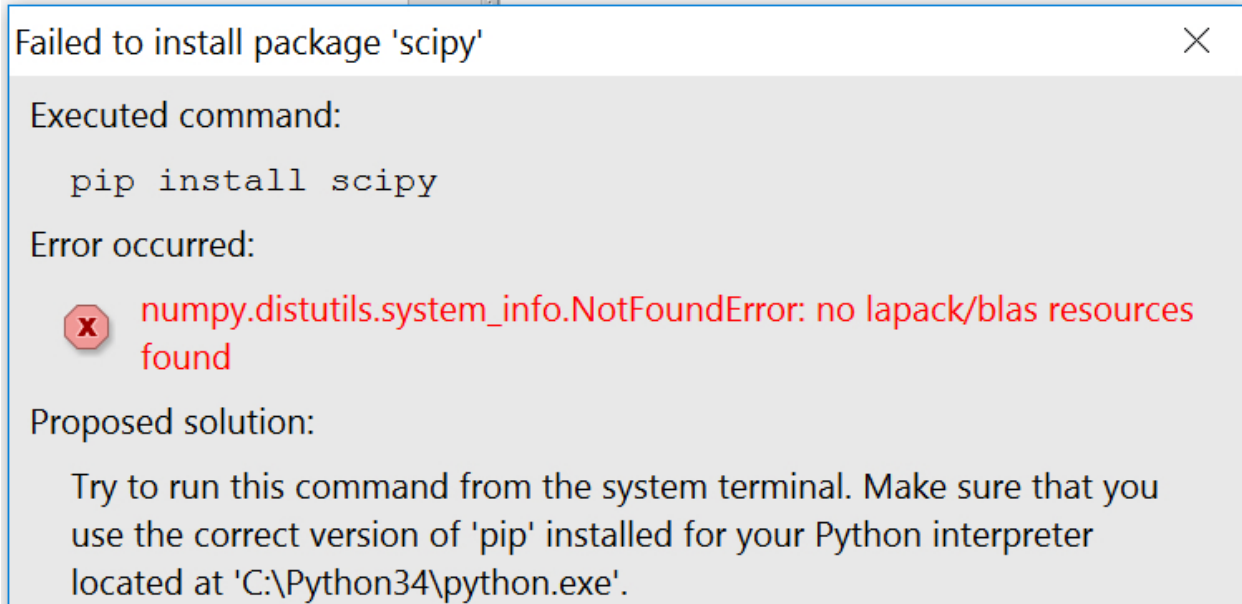 Failed to install package 'scipy'
Executed command:
pip install scipy
Error occurred:
numpy.distutils.system_info.NotFoundError: no lapack/blas resources
found
Proposed solution:
Try to run this command from the system terminal. Make sure that you
use the correct version of 'pip' installed for your Python interpreter
located at 'C:\Python34\python.exe'.